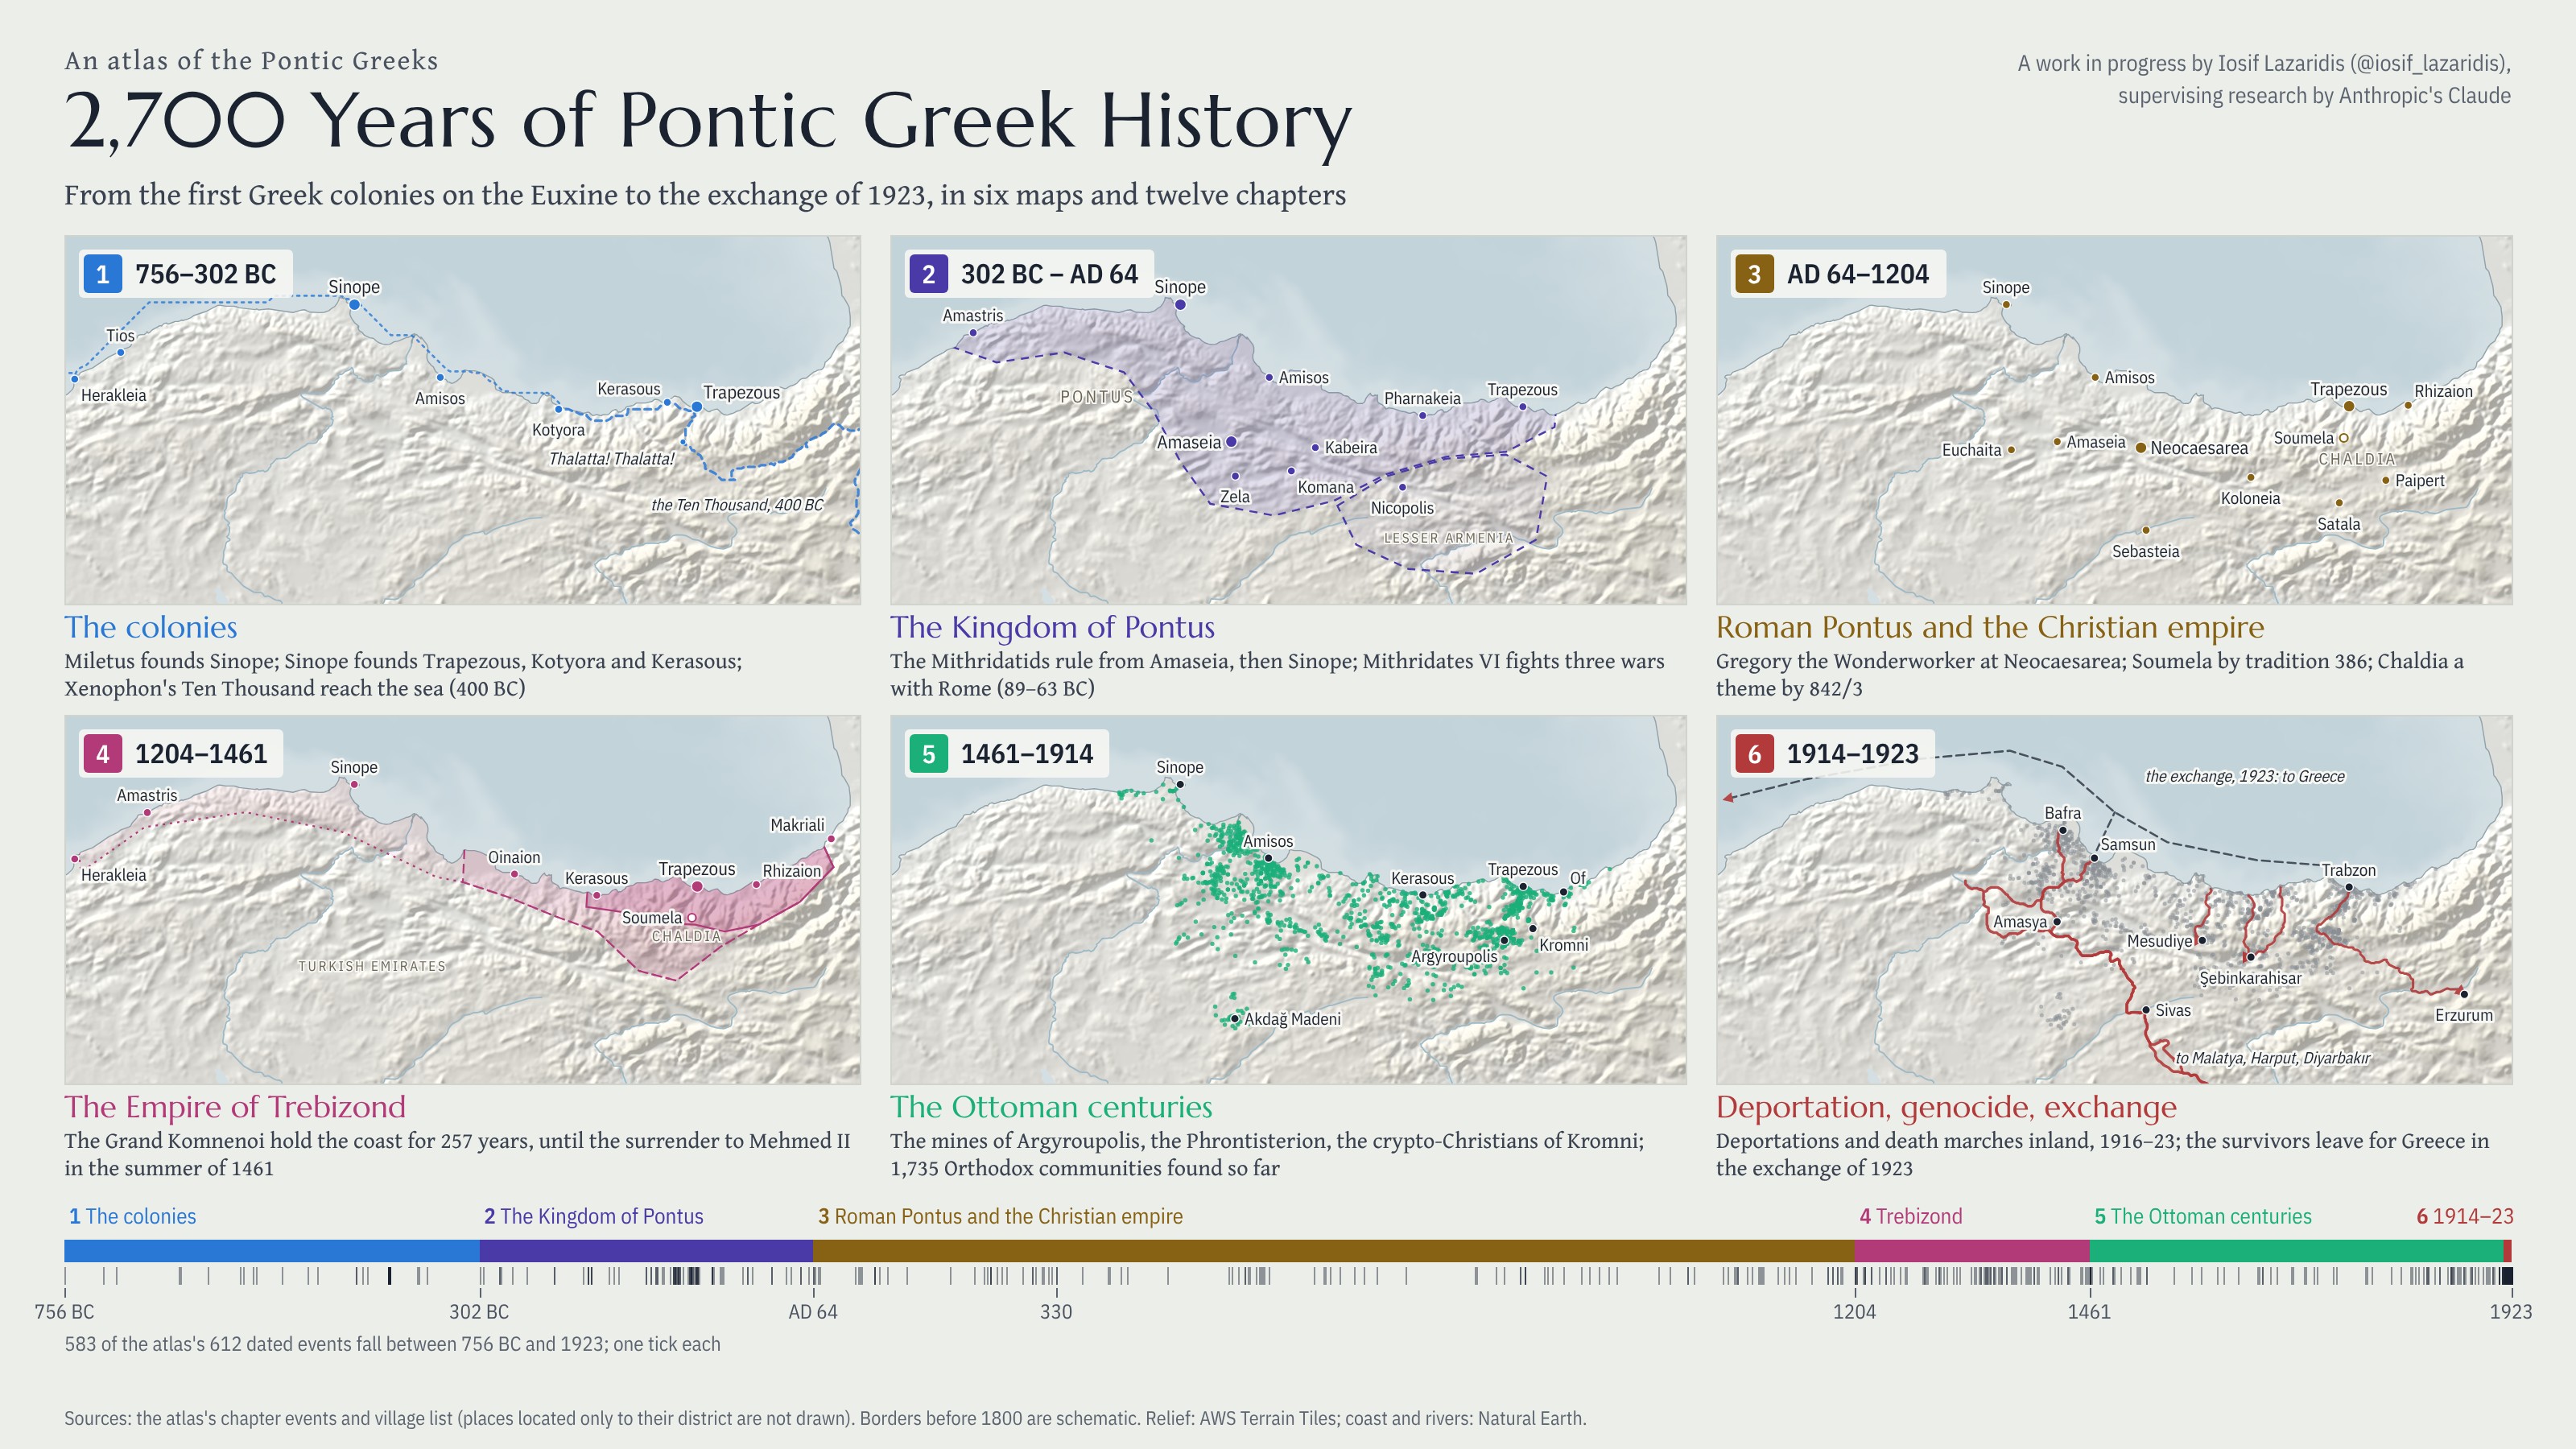 An atlas of the Pontic Greeks
2,700 Years of Pontic Greek History
From the first Greek colonies on the Euxine to the exchange of 1923, in six maps and twelve chapters
A work in progress by Iosif Lazaridis (@iosif_lazaridis),
supervising research by Anthropic's Claude
1 756–302 BC
Sinope
Tios
Herakleia
Amisos
Kerasous
Trapezous
Kotyora
Thalatta! Thalatta!
the Ten Thousand, 400 BC
The colonies
Miletus founds Sinope; Sinope founds Trapezous, Kotyora and Kerasous;
Xenophon's Ten Thousand reach the sea (400 BC)
2 302 BC – AD 64
Sinope
Amastris
Amisos
PONTUS
Pharnakeia
Trapezous
Amaseia
Kabeira
Zela
Komana
Nicopolis
LESSER ARMENIA
The Kingdom of Pontus
The Mithridatids rule from Amaseia, then Sinope; Mithridates VI fights three wars
with Rome (89–63 BC)
3 AD 64–1204
Sinope
Amisos
Trapezous
Rhizaion
Euchaita
Amaseia
Neocaesarea
Soumela
CHALDIA
Paipert
Koloneia
Satala
Sebasteia
Roman Pontus and the Christian empire
Gregory the Wonderworker at Neocaesarea; Soumela by tradition 386; Chaldia a
theme by 842/3
4 1204–1461
Sinope
Amastris
Makriali
Oinaion
Herakleia
Kerasous
Trapezous
Rhizaion
Soumela
CHALDIA
TURKISH EMIRATES
The Empire of Trebizond
The Grand Komnenoi hold the coast for 257 years, until the surrender to Mehmed II
in the summer of 1461
5 1461–1914
Sinope
Amisos
Kerasous
Trapezous
Of
Kromni
Argyroupolis
Akdağ Madeni
The Ottoman centuries
The mines of Argyroupolis, the Phrontisterion, the crypto-Christians of Kromni;
1,735 Orthodox communities found so far
6 1914–1923
the exchange, 1923: to Greece
Bafra
Samsun
Trabzon
Amasya
Mesudiye
Şebinkarahisar
Sivas
Erzurum
to Malatya, Harput, Diyarbakır
Deportation, genocide, exchange
Deportations and death marches inland, 1916–23; the survivors leave for Greece in
the exchange of 1923
1 The colonies
2 The Kingdom of Pontus
3 Roman Pontus and the Christian empire
4 Trebizond
5 The Ottoman centuries
6 1914–23
756 BC
302 BC
AD 64
330
1204
1461
1923
583 of the atlas's 612 dated events fall between 756 BC and 1923; one tick each
Sources: the atlas's chapter events and village list (places located only to their district are not drawn). Borders before 1800 are schematic. Relief: AWS Terrain Tiles; coast and rivers: Natural Earth.